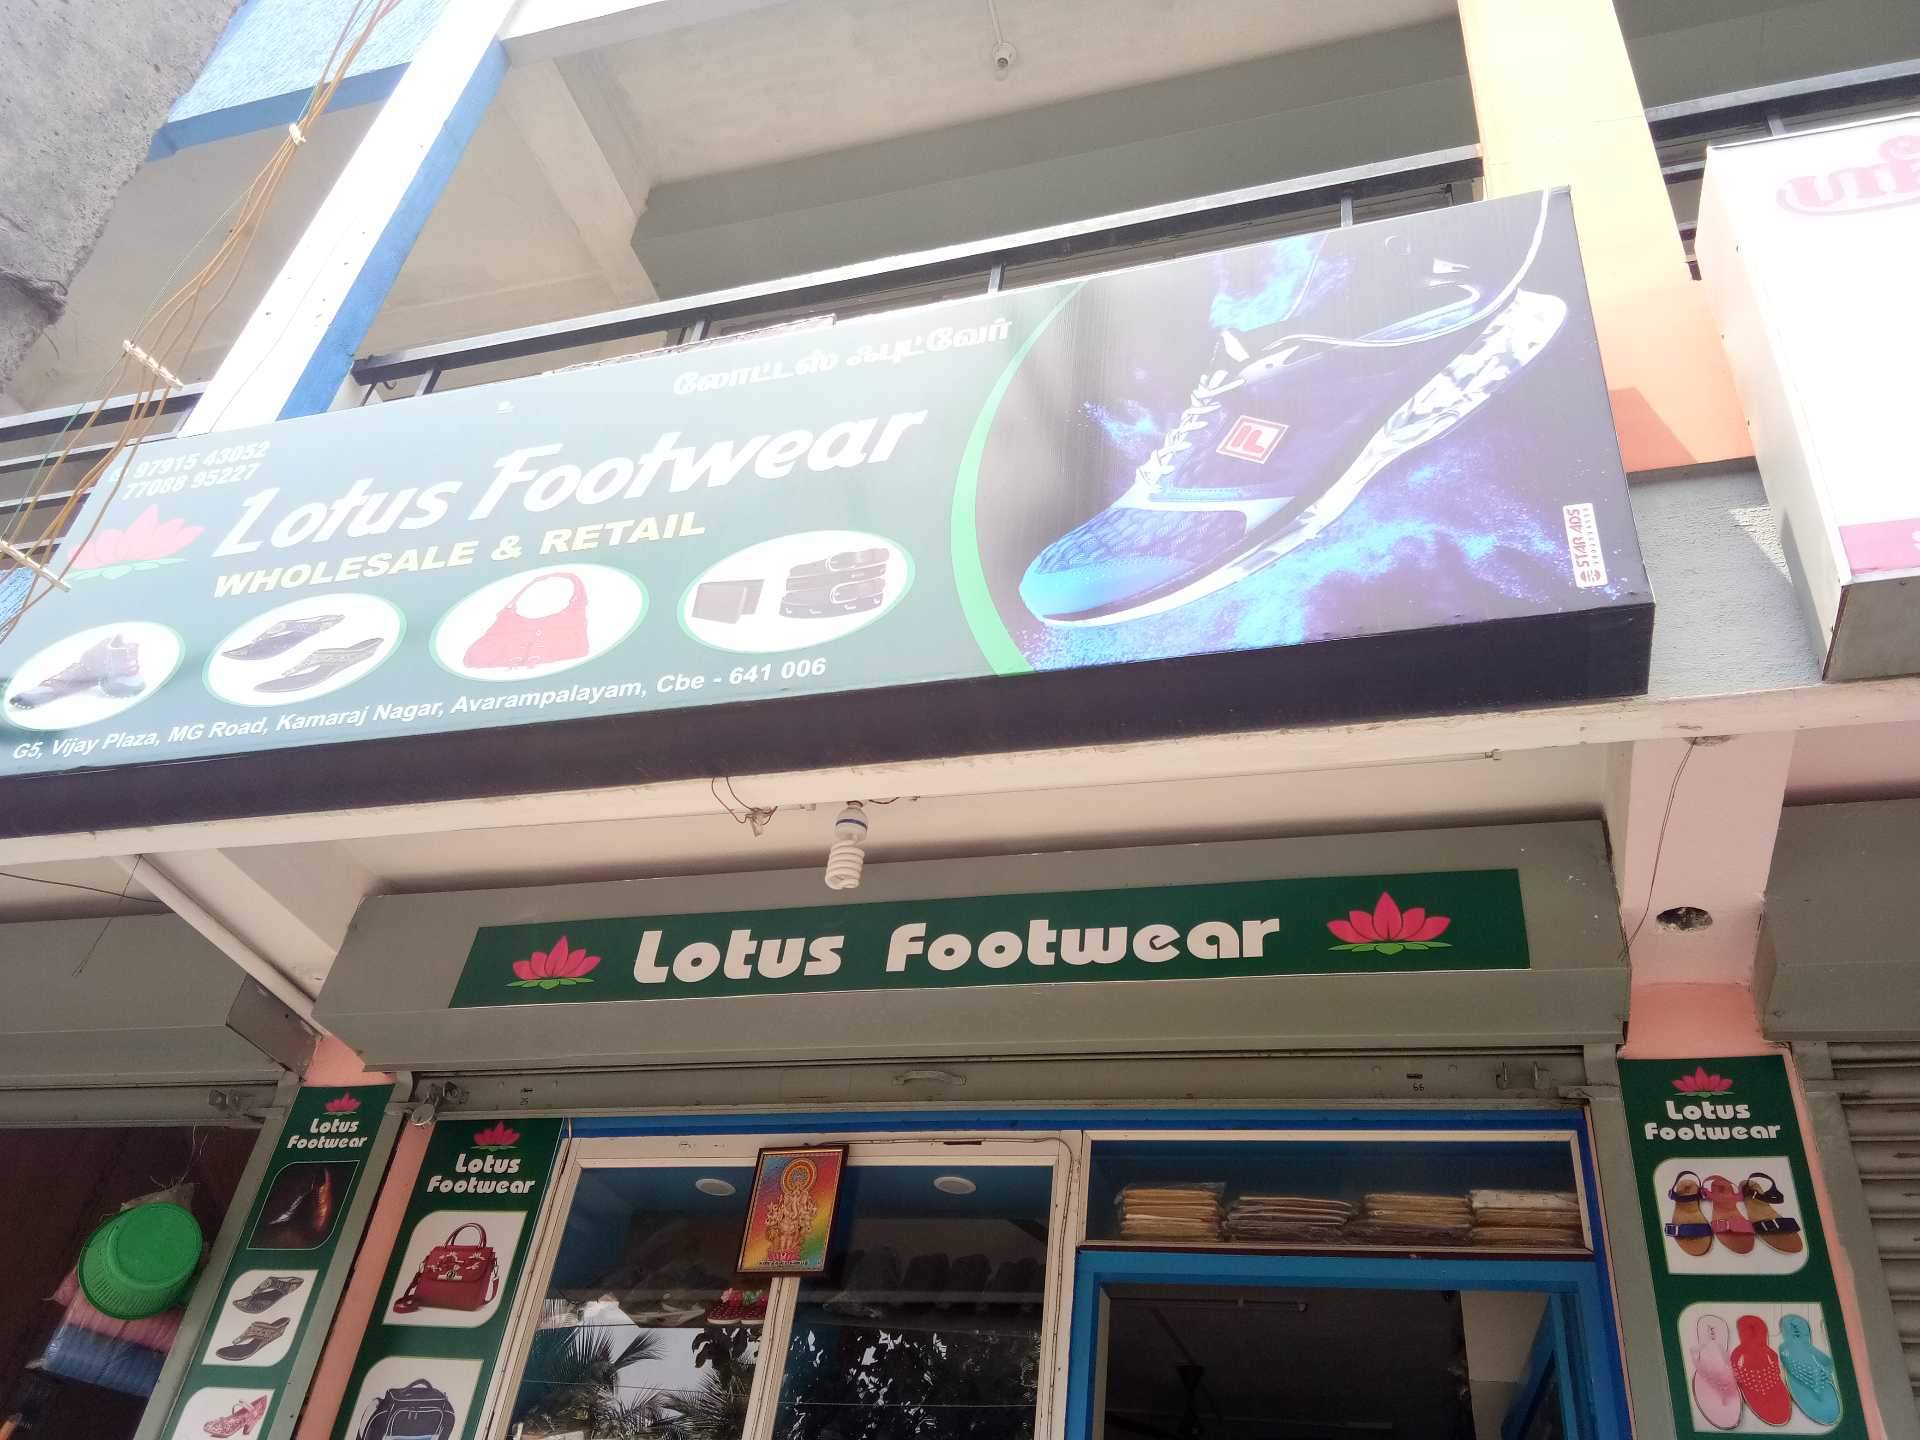 லோட்டஸ் ஃபுட்வேர்
97915 43052
77088 95227
Lotus Footwear
WHOLESALE & RETAIL
G5, Vijay Plaza, MG Road, Kamaraj Nagar, Avarampalayam, Cbe - 641 006
STAR ADS
Lotus Footwear
Lotus
Footwear
Lotus
Footwear
Lotus
Footwear